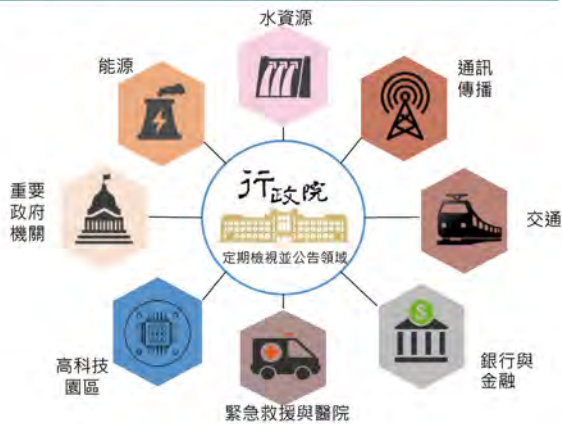 水資源
能源
通訊
傳播
重要
政府
機關
行政院
定期檢視並公告領域
交通
高科技
園區
緊急救援與醫院
銀行與
金融
$